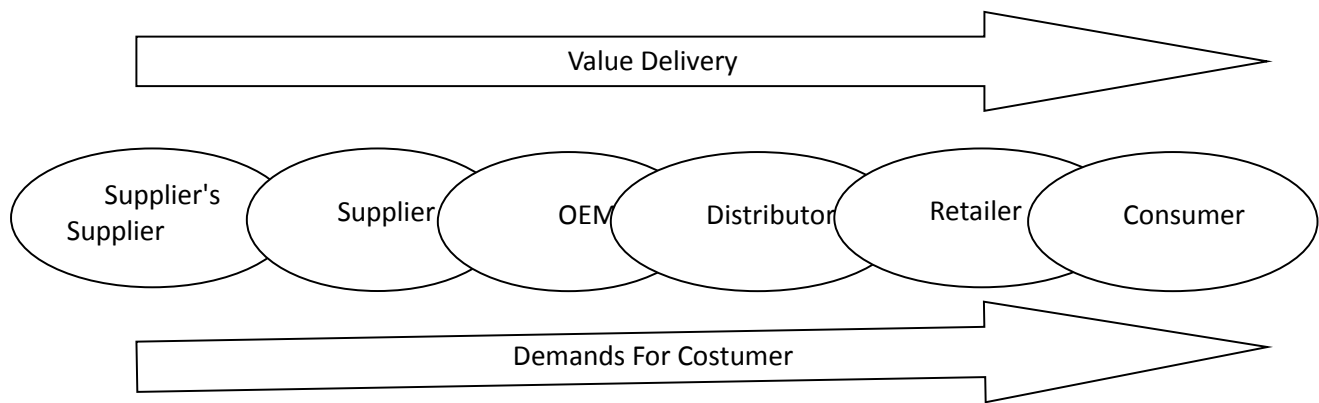 Value Delivery
Supplier's
Supplier
Supplier
OEM
Distributor
Retailer
Consumer
Demands For Costumer